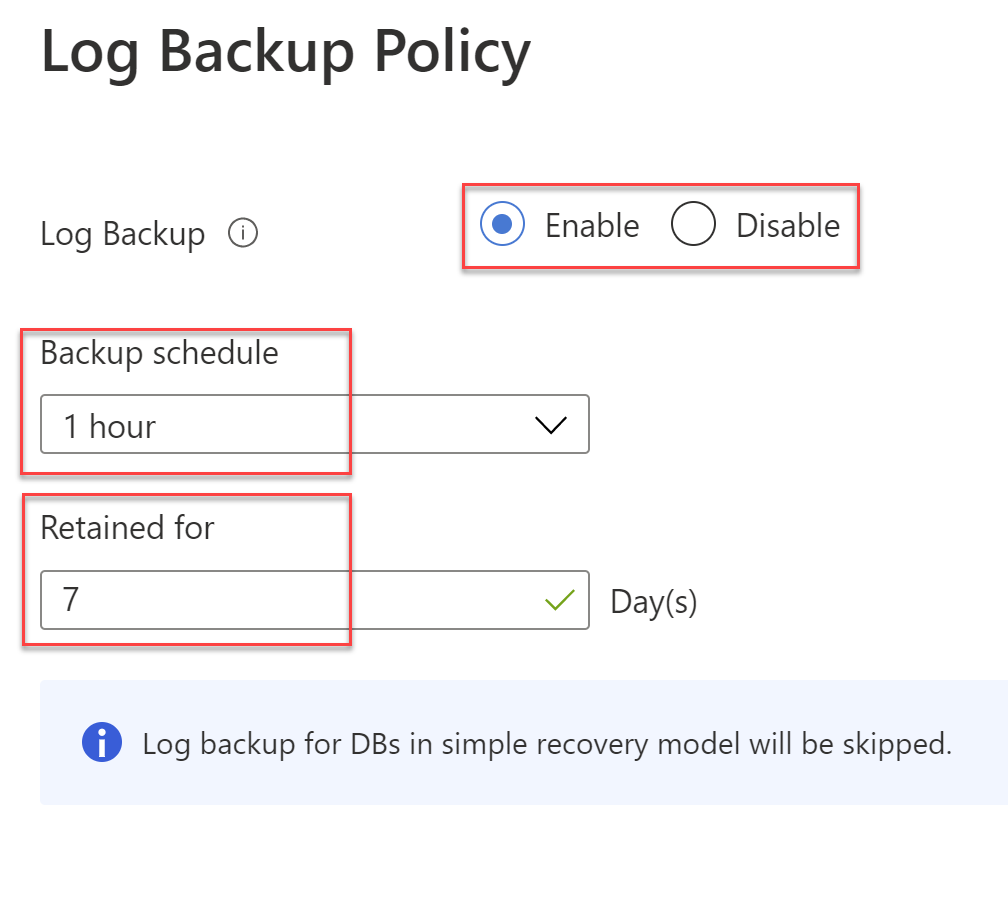 Log Backup Policy
Log Backup
Enable Disable
Backup schedule
1 hour
Retained for
7 Day(s)
Log backup for DBs in simple recovery model will be skipped.